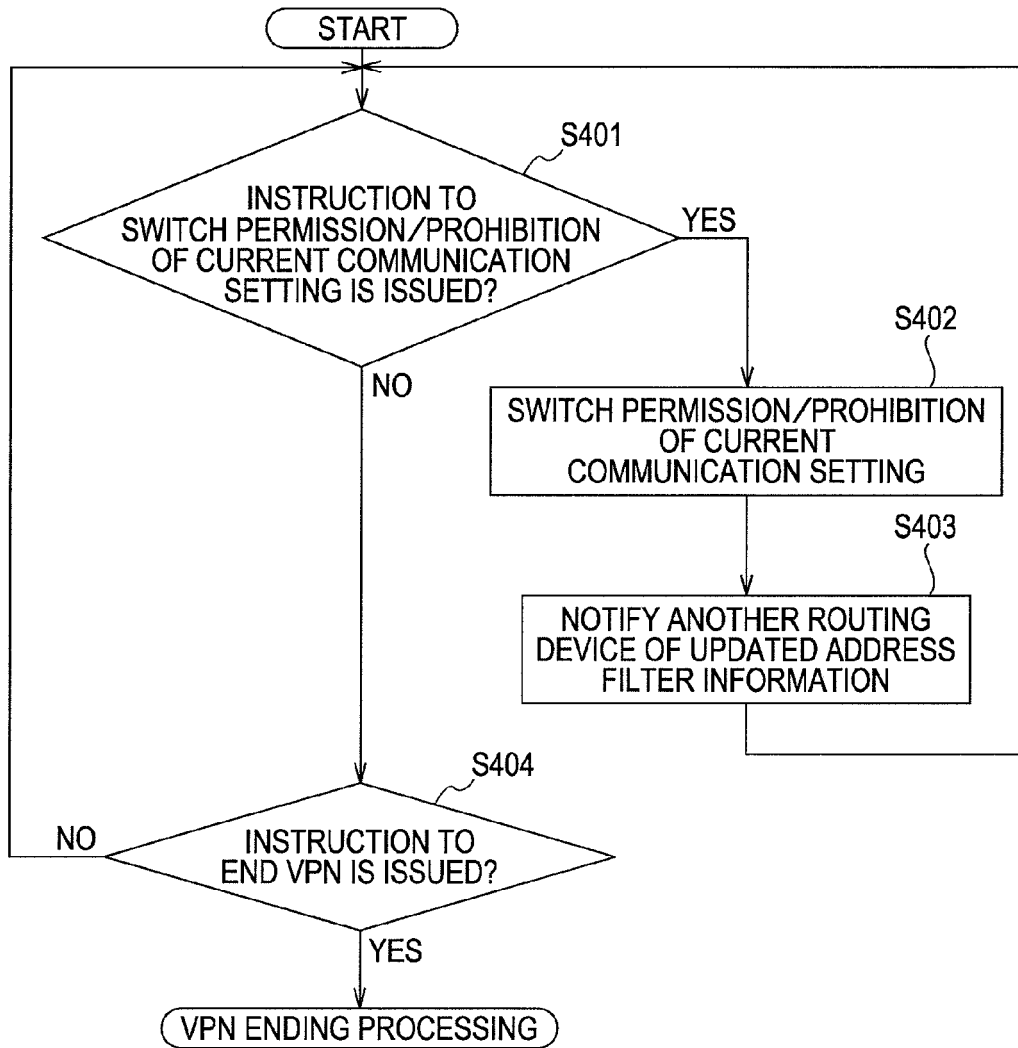 START
S401
INSTRUCTION TO
SWITCH PERMISSION/PROHIBITION
OF CURRENT COMMUNICATION
SETTING IS ISSUED?
YES
NO
S402
SWITCH PERMISSION/PROHIBITION
OF CURRENT
COMMUNICATION SETTING
S403
NOTIFY ANOTHER ROUTING
DEVICE OF UPDATED ADDRESS
FILTER INFORMATION
S404
NO
INSTRUCTION TO
END VPN IS ISSUED?
YES
VPN ENDING PROCESSING